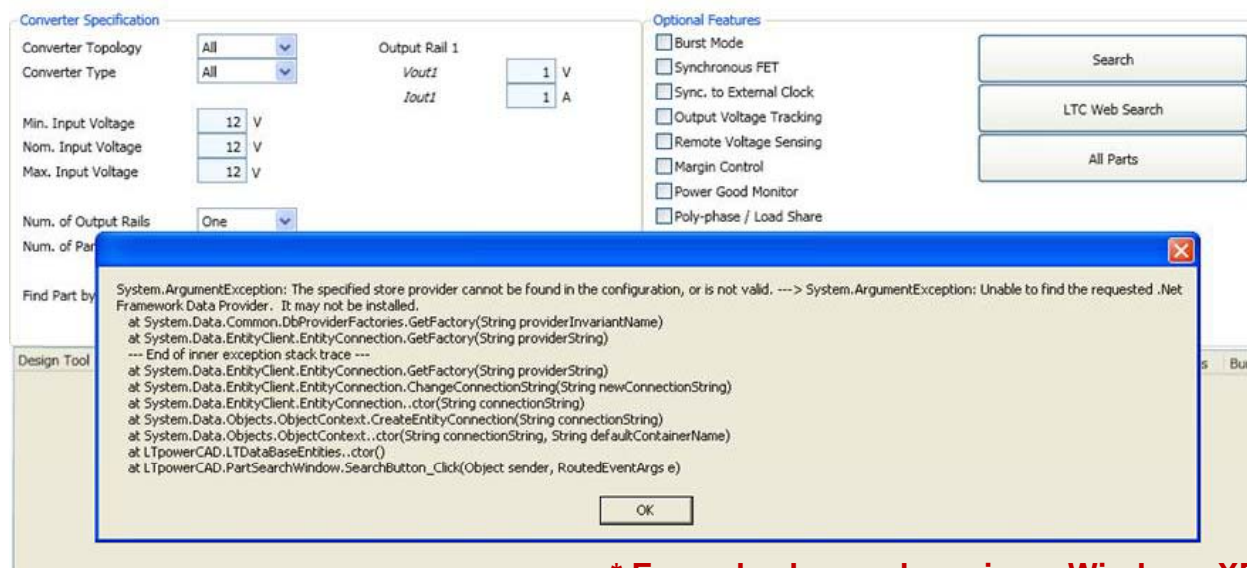 Converter Specification
Converter Topology All
Converter Type All
Min. Input Voltage 12 V
Nom. Input Voltage 12 V
Max. Input Voltage 12 V
Num. of Output Rails One
Num. of Par
Find Part by
Output Rail 1
Vout1 1 V
Iout1 1 A
Optional Features
Burst Mode
Synchronous FET
Sync. to External Clock
Output Voltage Tracking
Remote Voltage Sensing
Margin Control
Power Good Monitor
Poly-phase / Load Share
Search
LTC Web Search
All Parts
System.ArgumentException: The specified store provider cannot be found in the configuration, or is not valid. ---> System.ArgumentException: Unable to find the requested .Net
Framework Data Provider.  It may not be installed.
at System.Data.Common.DbProviderFactories.GetFactory(String providerInvariantName)
at System.Data.EntityClient.EntityConnection.GetFactory(String providerString)
--- End of inner exception stack trace ---
at System.Data.EntityClient.EntityConnection.GetFactory(String providerString)
at System.Data.EntityClient.EntityConnection.ChangeConnectionString(String newConnectionString)
at System.Data.EntityClient.EntityConnection..ctor(String connectionString)
at System.Data.Objects.ObjectContext.CreateEntityConnection(String connectionString)
at System.Data.Objects.ObjectContext..ctor(String connectionString, String defaultContainerName)
at LTpowerCAD.LTDataBaseEntities..ctor()
at LTpowerCAD.PartSearchWindow.SearchButton_Click(Object sender, RoutedEventArgs e)
OK
Design Tool
s Bu